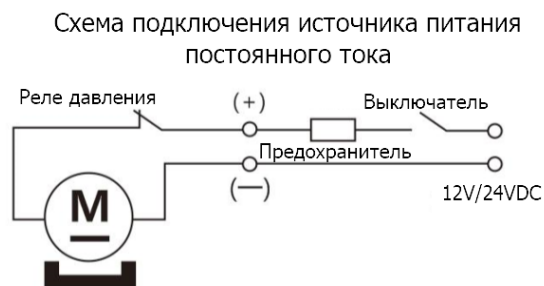 Схема подключения источника питания
постоянного тока
Реле давления
(+)
Выключатель
Предохранитель
(—)
12V/24VDC
M